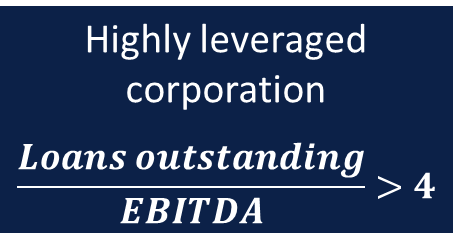 Highly leveraged
corporation
Loans outstanding
EBITDA
> 4